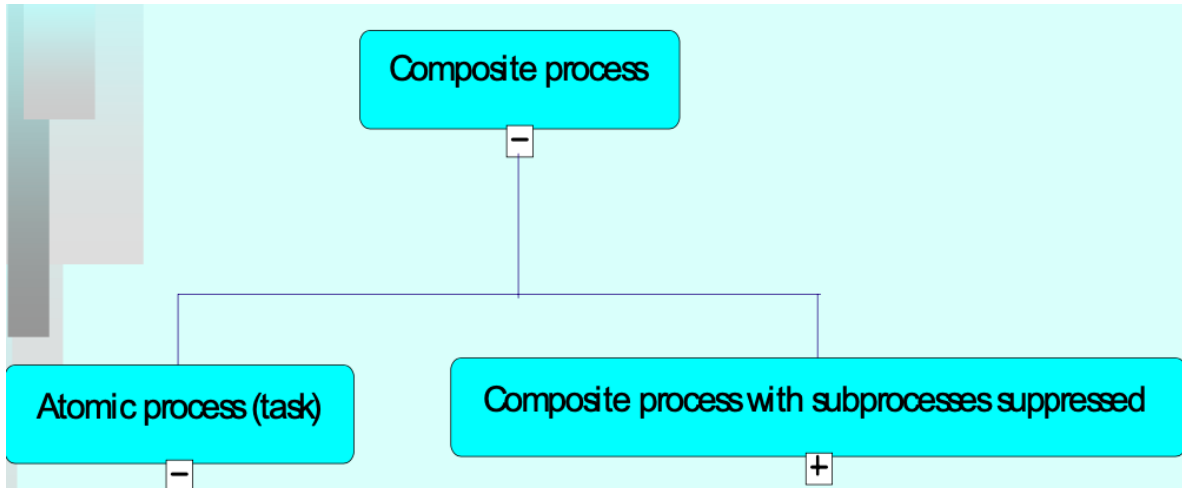 Composite process
−
Atomic process (task)
−
Composite process with subprocesses suppressed
+